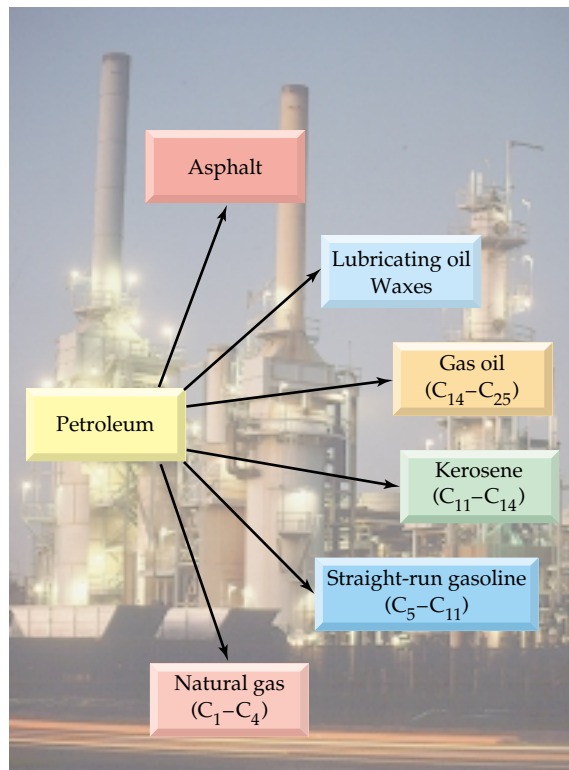 Asphalt
Lubricating oil
Waxes
Gas oil
(C₁₄–C₂₅)
Petroleum
Kerosene
(C₁₁–C₁₄)
Straight-run gasoline
(C₅–C₁₁)
Natural gas
(C₁–C₄)